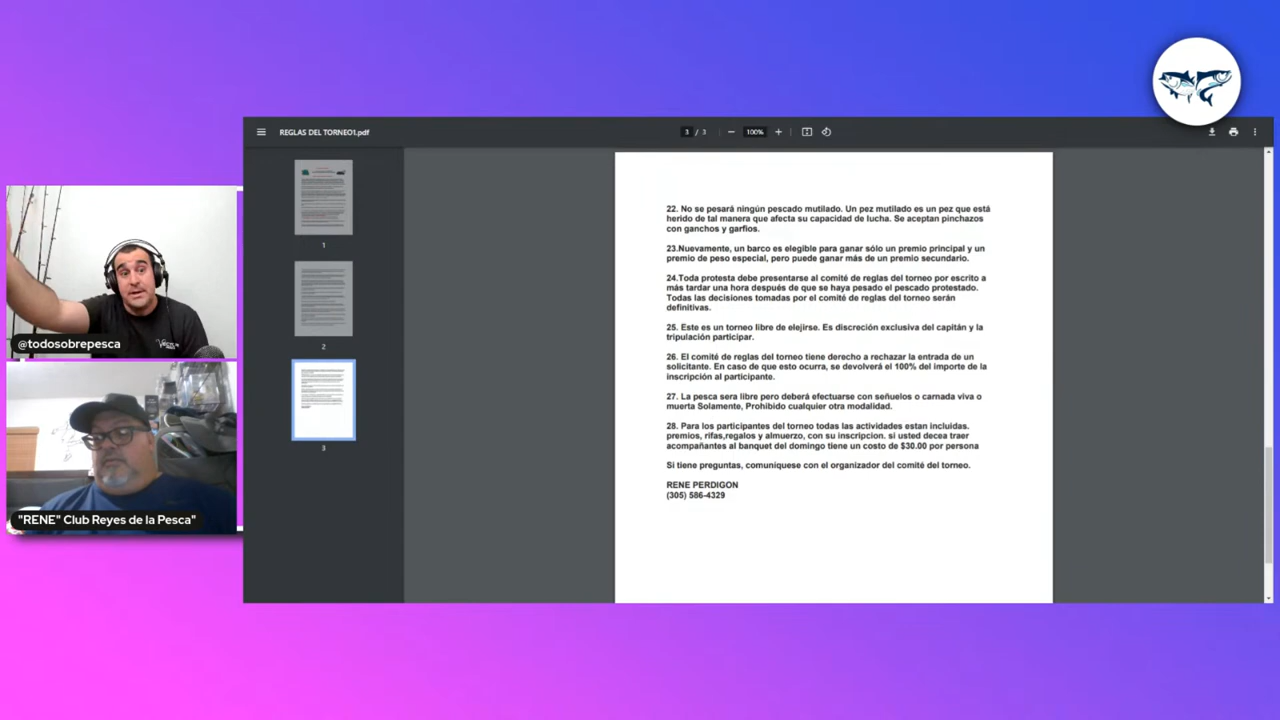 REGLAS DEL TORNEO1.pdf
3 / 3
100%
1
2
3
22. No se pesará ningún pescado mutilado. Un pez mutilado es un pez que está
herido de tal manera que afecta su capacidad de lucha. Se aceptan pinchazos
con ganchos y garfios.
23.Nuevamente, un barco es elegible para ganar sólo un premio principal y un
premio de peso especial, pero puede ganar más de un premio secundario.
24.Toda protesta debe presentarse al comité de reglas del torneo por escrito a
más tardar una hora después de que se haya pesado el pescado protestado.
Todas las decisiones tomadas por el comité de reglas del torneo serán
definitivas.
25. Este es un torneo libre de elejirse. Es discreción exclusiva del capitán y la
tripulación participar.
26. El comité de reglas del torneo tiene derecho a rechazar la entrada de un
solicitante. En caso de que esto ocurra, se devolverá el 100% del importe de la
inscripción al participante.
27. La pesca sera libre pero deberá efectuarse con señuelos o carnada viva o
muerta Solamente, Prohibido cualquier otra modalidad.
28. Para los participantes del torneo todas las actividades estan incluidas.
premios, rifas,regalos y almuerzo, con su inscripcion. si usted decea traer
acompañantes al banquet del domingo tiene un costo de $30.00 por persona
Si tiene preguntas, comuníquese con el organizador del comité del torneo.
RENE PERDIGON
(305) 586-4329
@todosobrepesca
"RENE" Club Reyes de la Pesca"